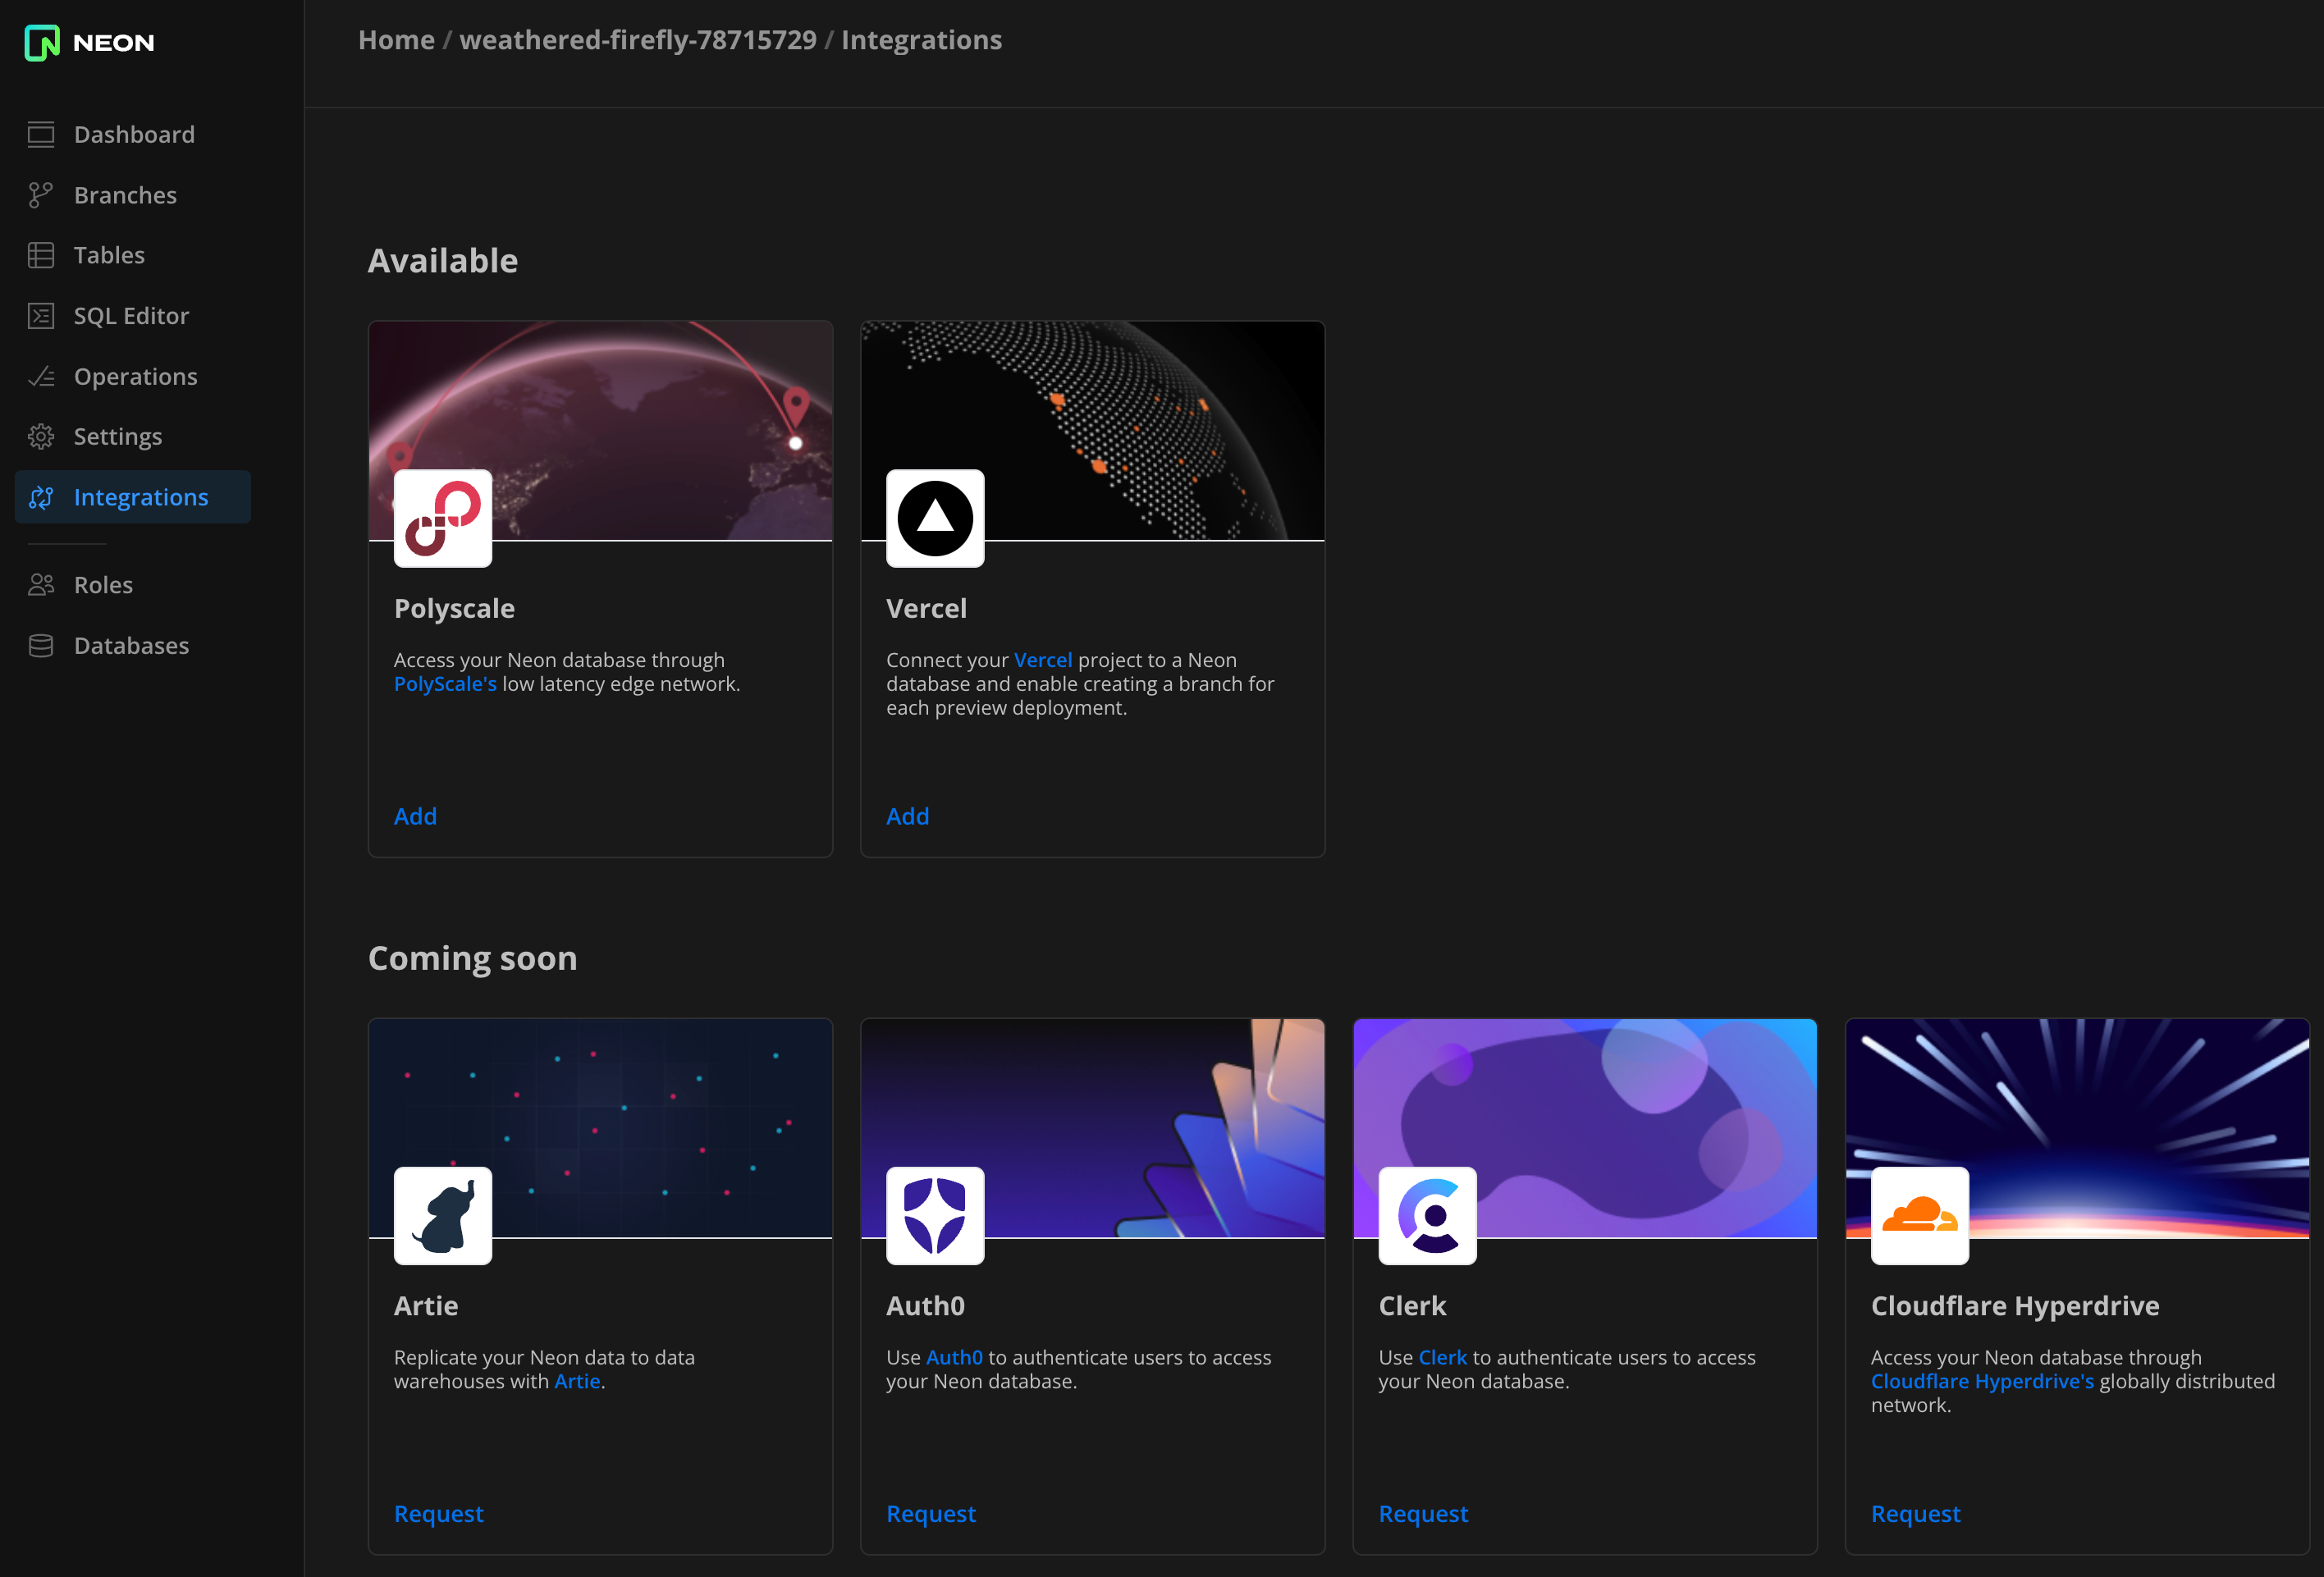 NEON
Home / weathered-firefly-78715729 / Integrations
Dashboard
Branches
Tables
SQL Editor
Operations
Settings
Integrations
Roles
Databases
Available
Polyscale
Access your Neon database through
PolyScale's low latency edge network.
Add
Vercel
Connect your Vercel project to a Neon
database and enable creating a branch for
each preview deployment.
Add
Coming soon
Artie
Replicate your Neon data to data
warehouses with Artie.
Request
Auth0
Use Auth0 to authenticate users to access
your Neon database.
Request
Clerk
Use Clerk to authenticate users to access
your Neon database.
Request
Cloudflare Hyperdrive
Access your Neon database through
Cloudflare Hyperdrive's globally distributed
network.
Request